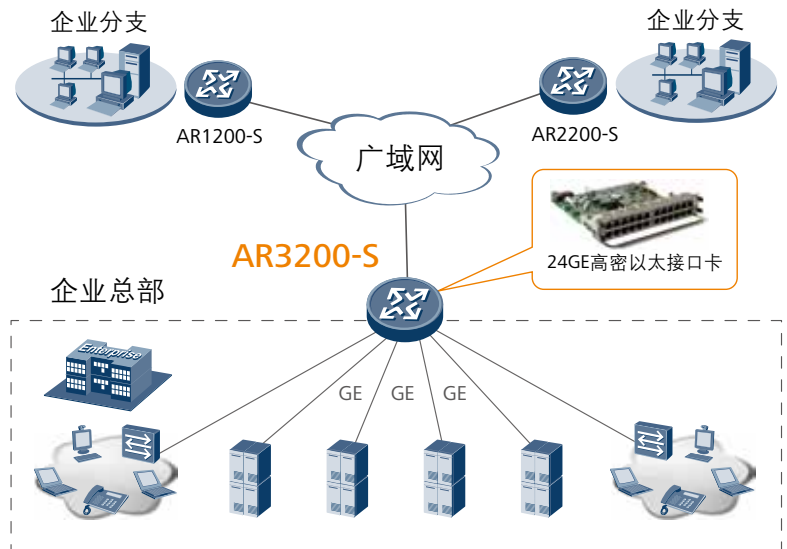 企业分支
企业分支
AR1200-S
AR2200-S
广域网
AR3200-S
24GE高密以太接口卡
企业总部
Enterprise
GE
GE
GE